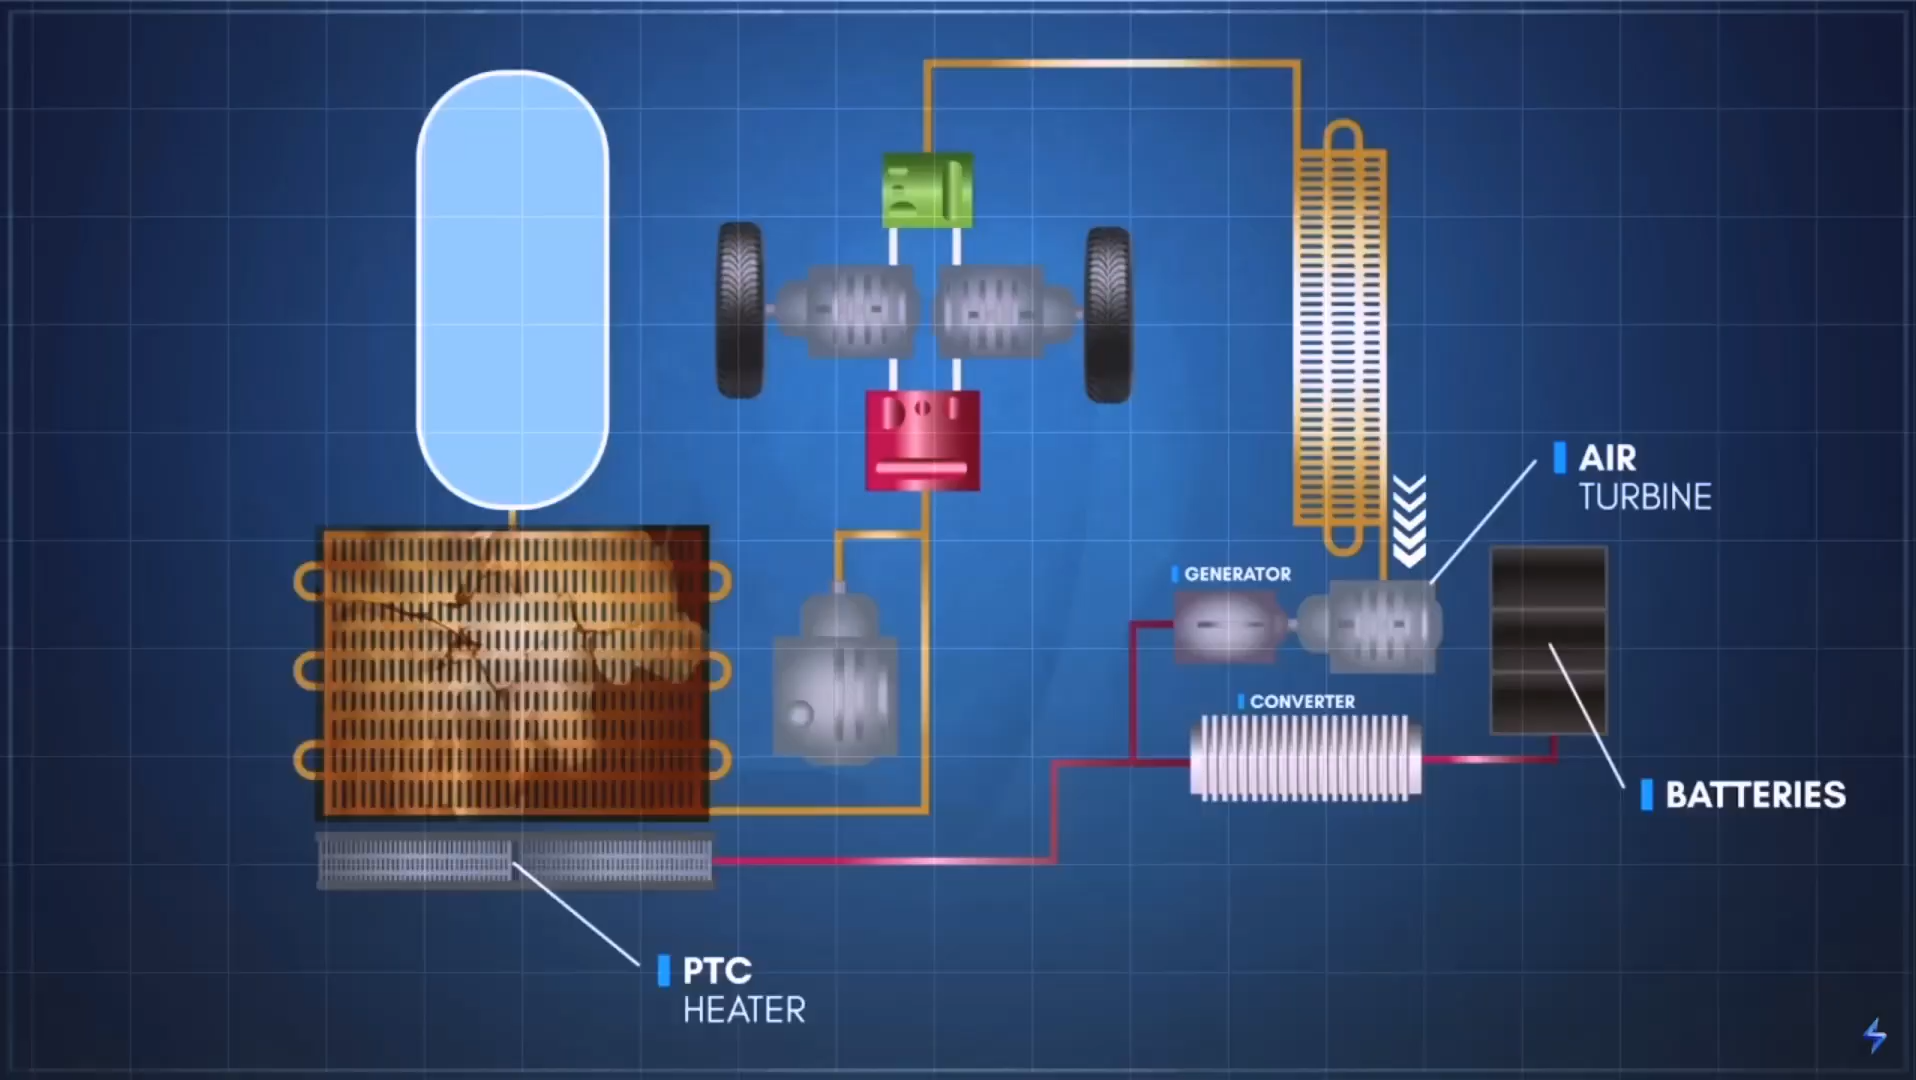 AIR
TURBINE
GENERATOR
CONVERTER
BATTERIES
PTC
HEATER